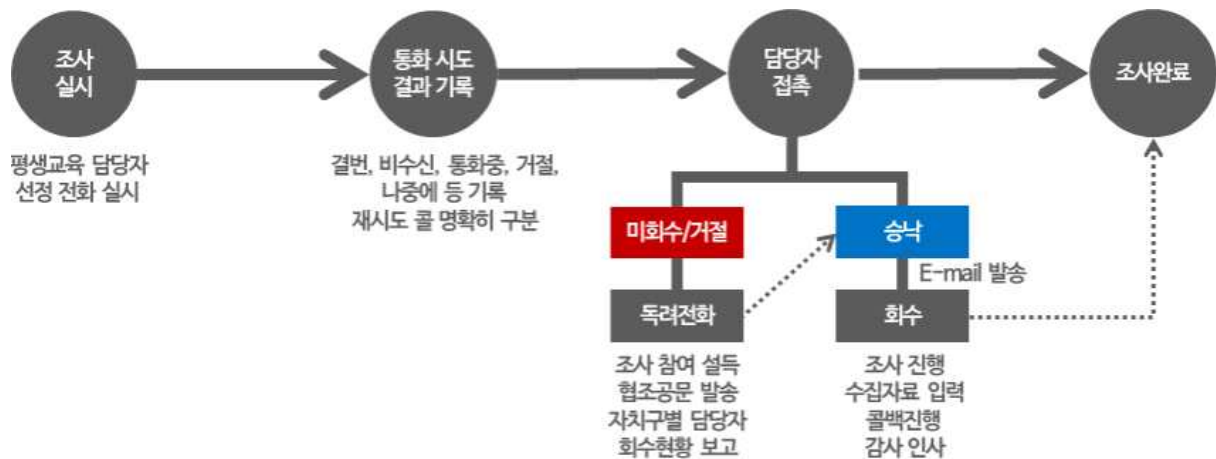 조사
실시
통화 시도
결과 기록
담당자
접촉
조사완료
평생교육 담당자
선정 전화 실시
결번, 비수신, 통화중, 거절,
나중에 등 기록
재시도 콜 명확히 구분
미회수/거절
승낙
E-mail 발송
독려전화
회수
조사 참여 설득
협조공문 발송
자치구별 담당자
회수현황 보고
조사 진행
수집자료 입력
콜백진행
감사 인사